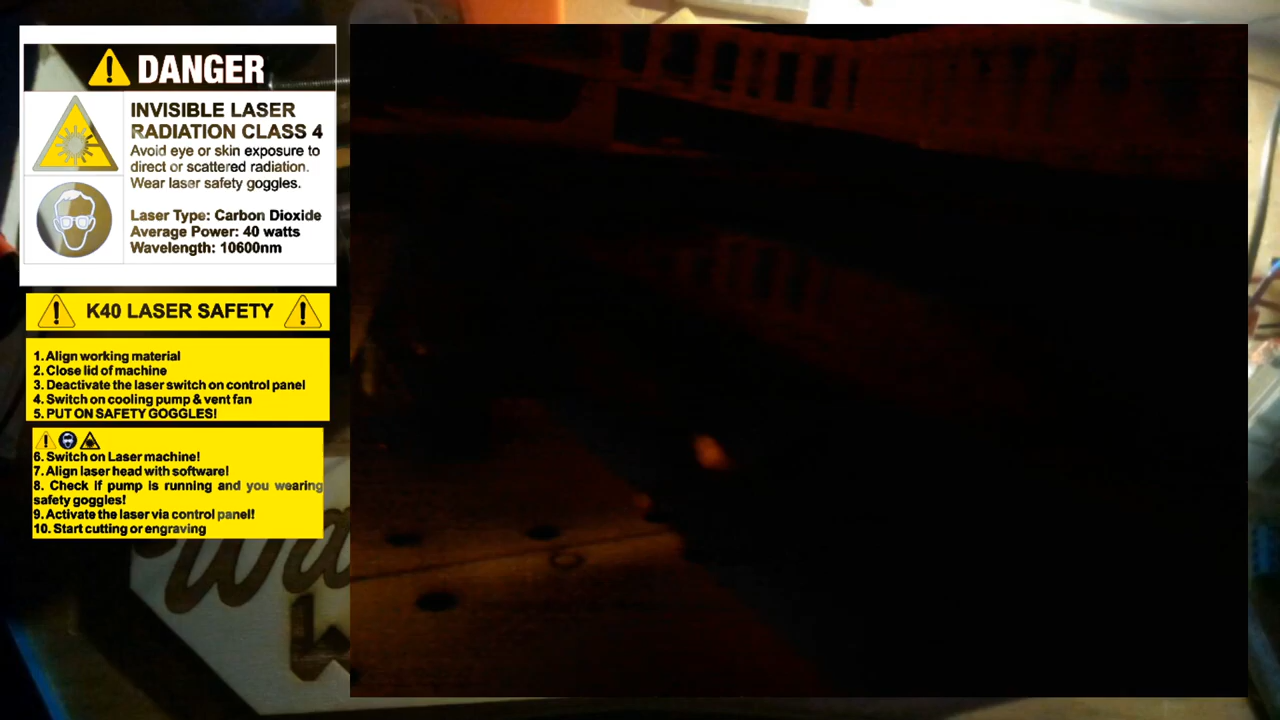 DANGER
INVISIBLE LASER
RADIATION CLASS 4
Avoid eye or skin exposure to
direct or scattered radiation.
Wear laser safety goggles.
Laser Type: Carbon Dioxide
Average Power: 40 watts
Wavelength: 10600nm
K40 LASER SAFETY
1. Align working material
2. Close lid of machine
3. Deactivate the laser switch on control panel
4. Switch on cooling pump & vent fan
5. PUT ON SAFETY GOGGLES!
6. Switch on Laser machine!
7. Align laser head with software!
8. Check if pump is running and you wearing
safety goggles!
9. Activate the laser via control panel!
10. Start cutting or engraving